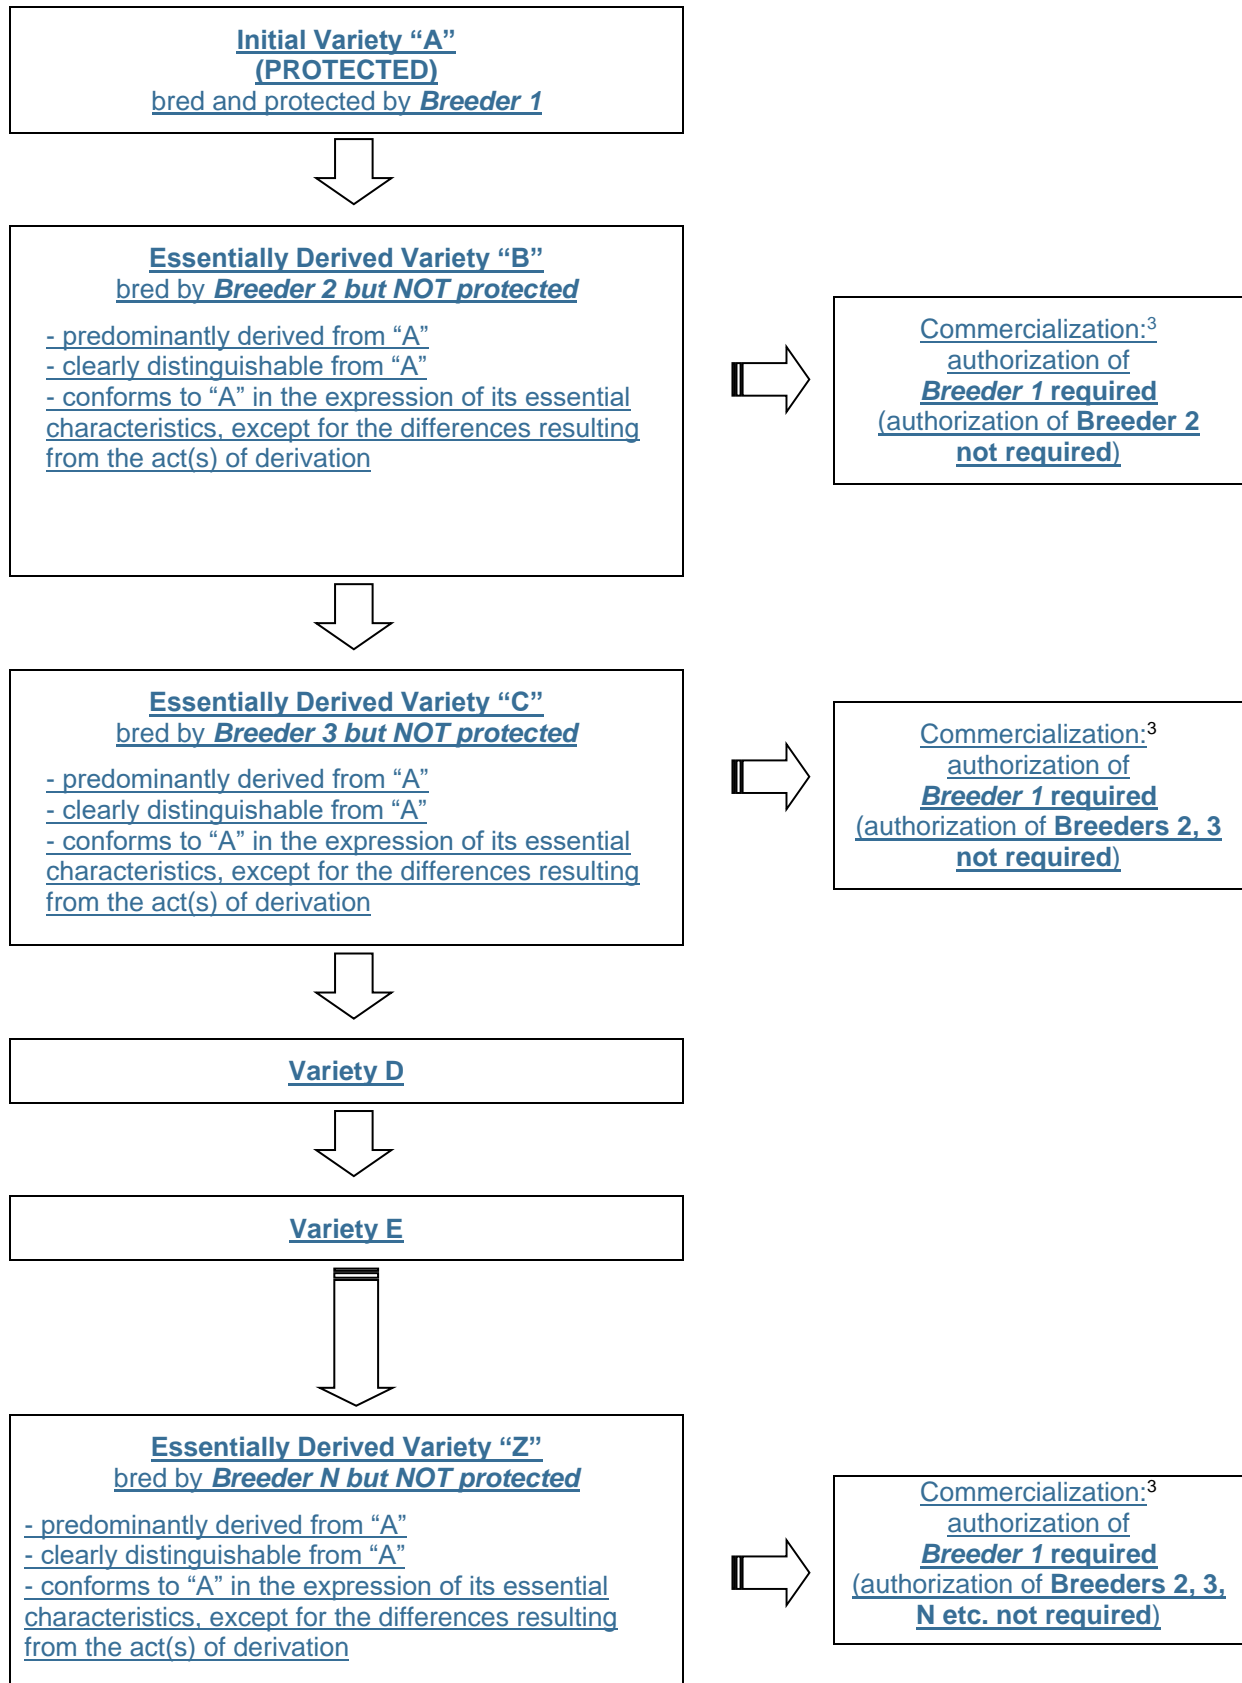 Initial Variety “A”
(PROTECTED)
bred and protected by Breeder 1
Essentially Derived Variety “B”
bred by Breeder 2 but NOT protected
- predominantly derived from “A”
- clearly distinguishable from “A”
- conforms to “A” in the expression of its essential
characteristics, except for the differences resulting
from the act(s) of derivation
Commercialization:3
authorization of
Breeder 1 required
(authorization of Breeder 2
not required)
Essentially Derived Variety “C”
bred by Breeder 3 but NOT protected
- predominantly derived from “A”
- clearly distinguishable from “A”
- conforms to “A” in the expression of its essential
characteristics, except for the differences resulting
from the act(s) of derivation
Commercialization:3
authorization of
Breeder 1 required
(authorization of Breeders 2, 3
not required)
Variety D
Variety E
Essentially Derived Variety “Z”
bred by Breeder N but NOT protected
- predominantly derived from “A”
- clearly distinguishable from “A”
- conforms to “A” in the expression of its essential
characteristics, except for the differences resulting
from the act(s) of derivation
Commercialization:3
authorization of
Breeder 1 required
(authorization of Breeders 2, 3,
N etc. not required)